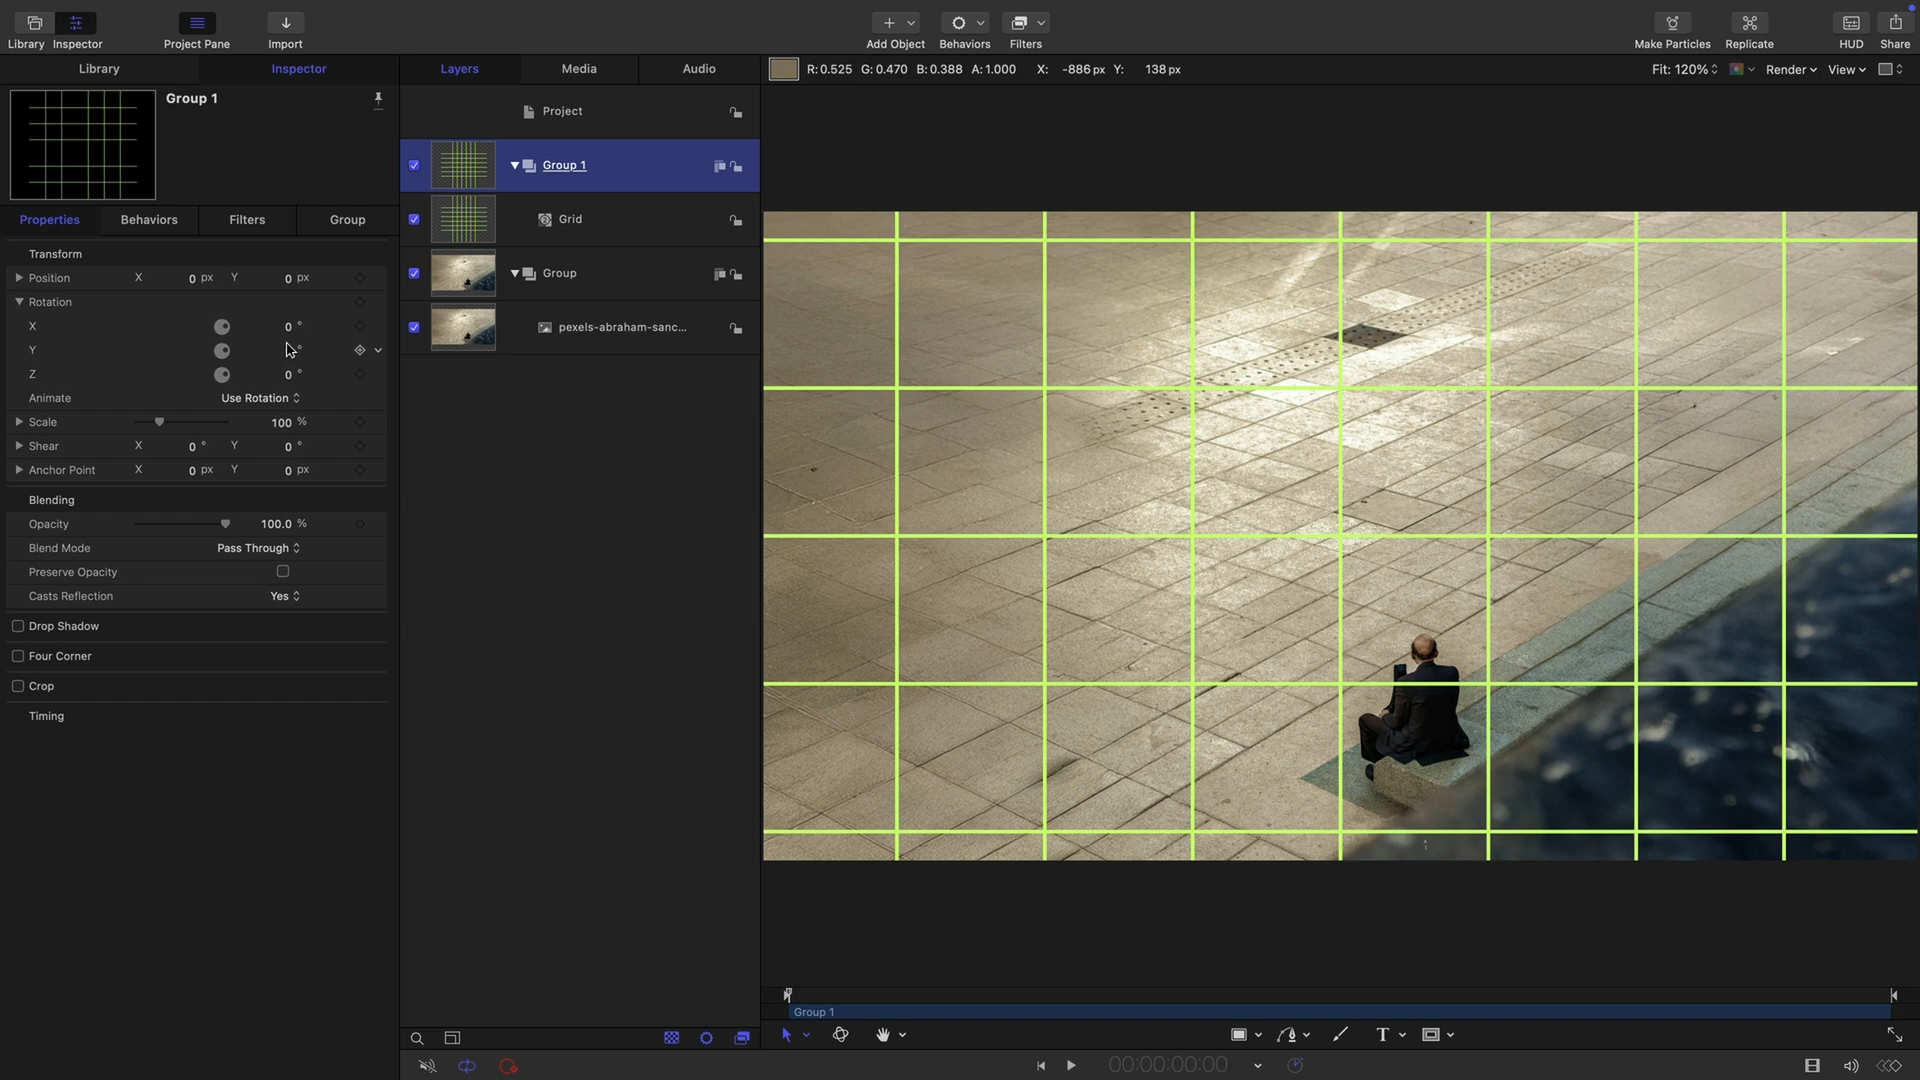 Library Inspector Project Pane Import Add Object Behaviors Filters Make Particles Replicate HUD Share
Library Inspector Layers Media Audio R:0.525 G:0.470 B:0.388 A:1.000 X: -886 px Y: 138 px Fit: 120% Render View
Group 1
Project
Group 1
Properties Behaviors Filters Group
Grid
Transform
Position X 0 px Y 0 px
Group
Rotation
X 0 °
pexels-abraham-sanc...
Y °
Z 0 °
Animate Use Rotation
Scale 100 %
Shear X 0 ° Y 0 °
Anchor Point X 0 px Y 0 px
Blending
Opacity 100.0 %
Blend Mode Pass Through
Preserve Opacity
Casts Reflection Yes
Drop Shadow
Four Corner
Crop
Timing
Group 1
T
00:00:00:00